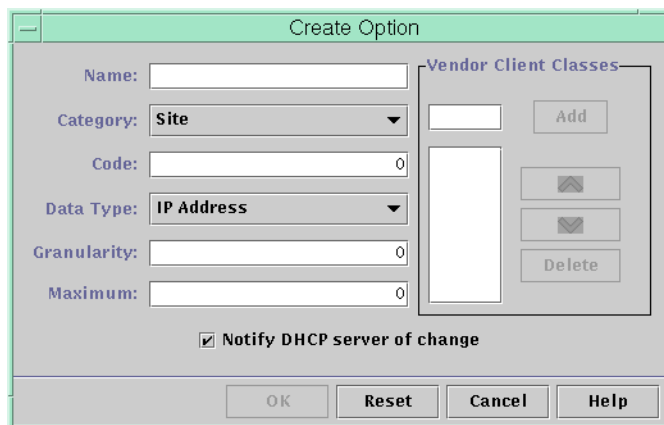 Create Option
Name:
Category: Site
Code: 0
Data Type: IP Address
Granularity: 0
Maximum: 0
Vendor Client Classes
Add
Delete
Notify DHCP server of change
OK Reset Cancel Help